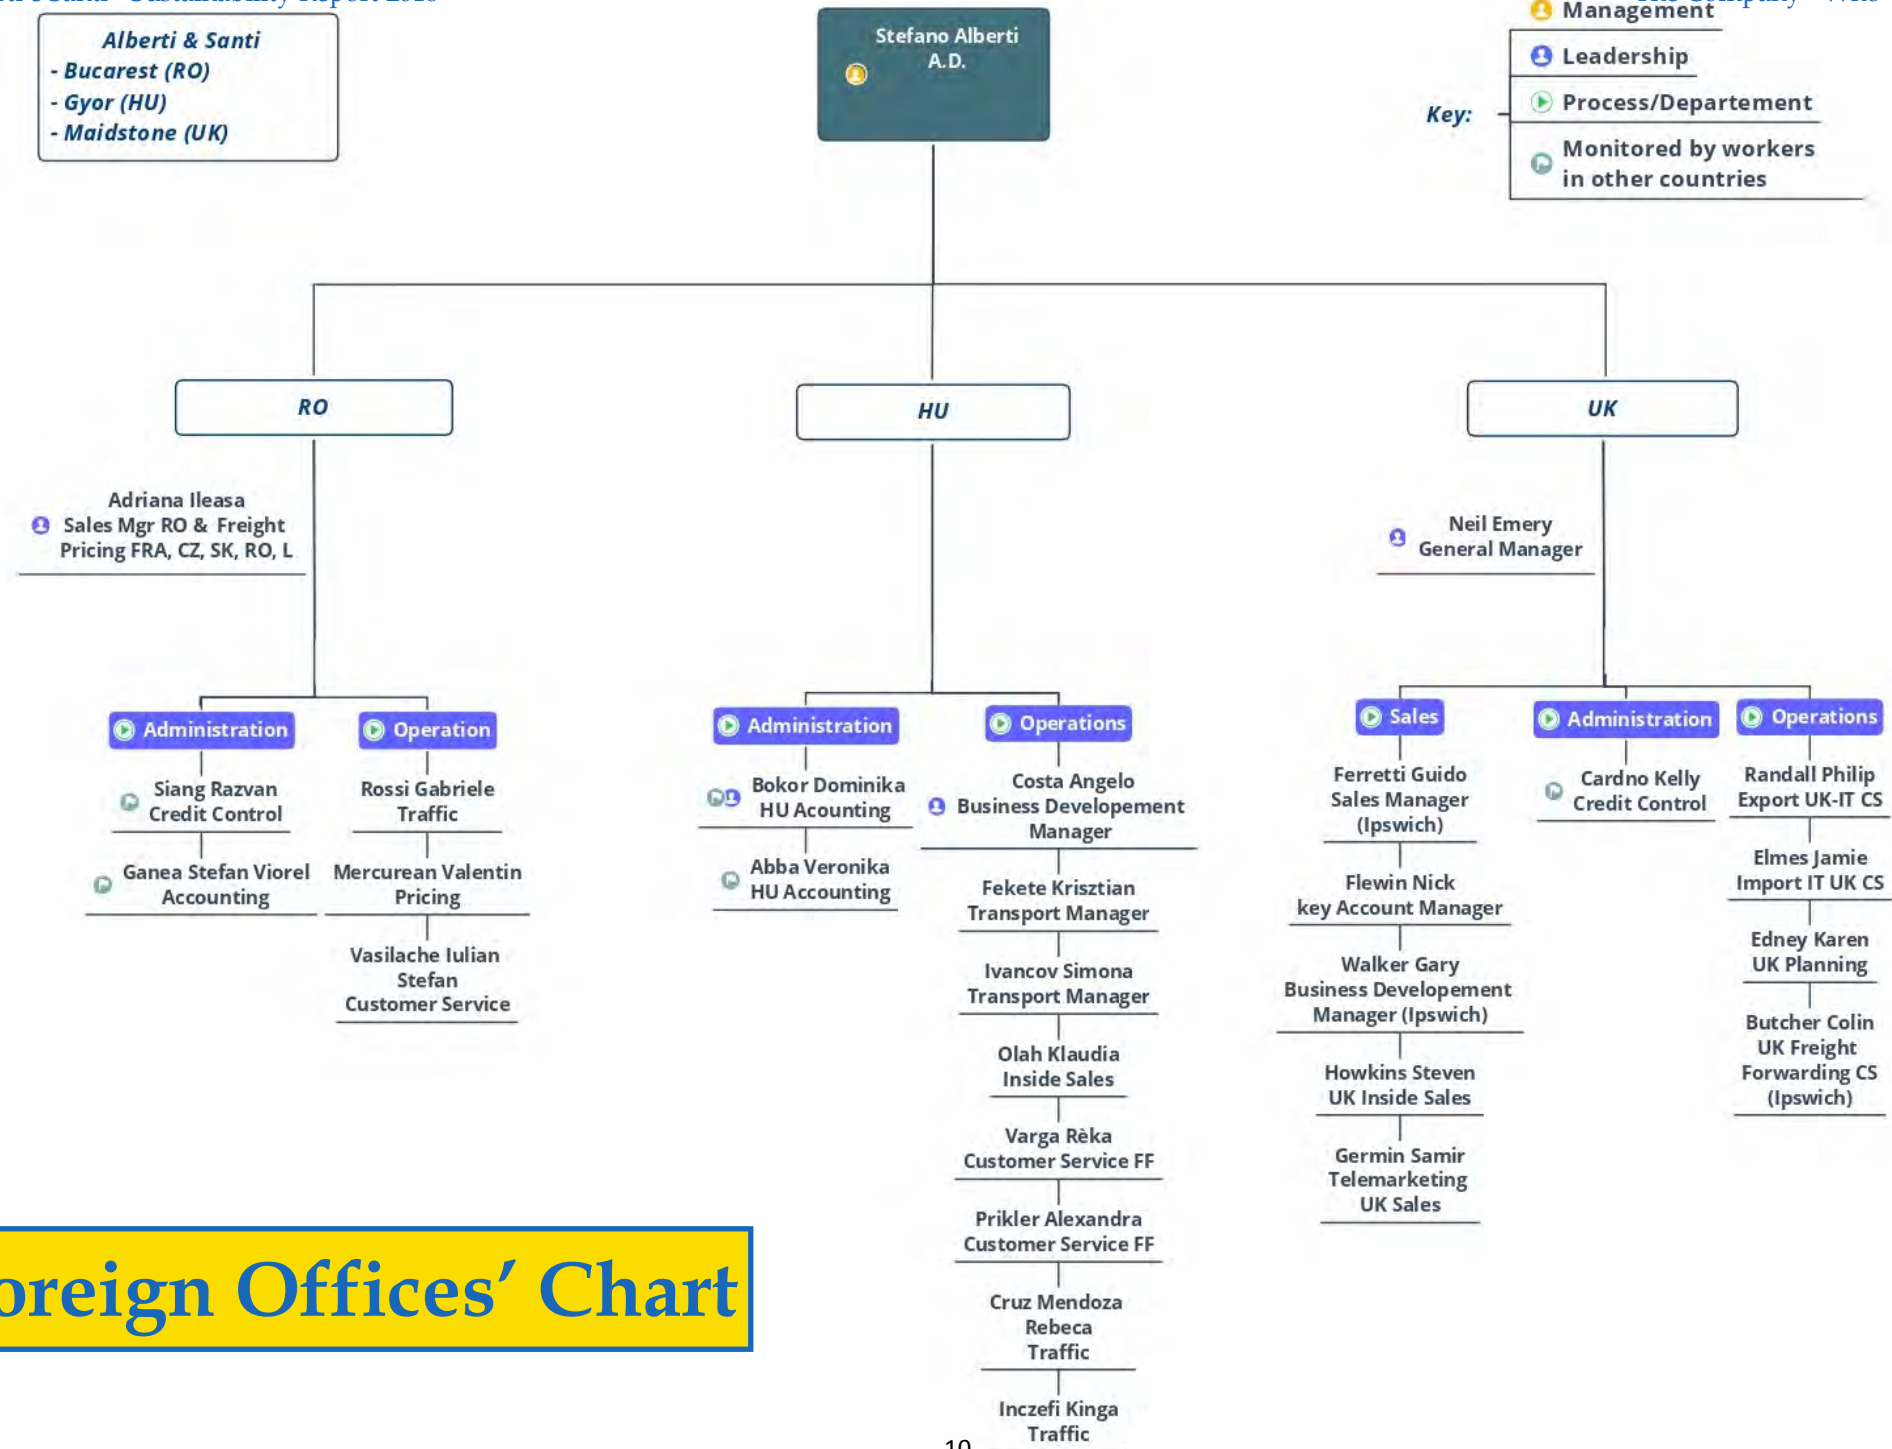 Sustainability Report 2018
The Company
Alberti & Santi
- Bucarest (RO)
- Gyor (HU)
- Maidstone (UK)
Stefano Alberti
A.D.
Key:
Management
Leadership
Process/Departement
Monitored by workers
in other countries
RO
HU
UK
Adriana Ileasa
Sales Mgr RO & Freight
Pricing FRA, CZ, SK, RO, L
Neil Emery
General Manager
Administration
Siang Razvan
Credit Control
Ganea Stefan Viorel
Accounting
Operation
Rossi Gabriele
Traffic
Mercurean Valentin
Pricing
Vasilache Iulian
Stefan
Customer Service
Administration
Bokor Dominika
HU Acounting
Abba Veronika
HU Accounting
Operations
Costa Angelo
Business Developement
Manager
Fekete Krisztian
Transport Manager
Ivancov Simona
Transport Manager
Olah Klaudia
Inside Sales
Varga Rèka
Customer Service FF
Prikler Alexandra
Customer Service FF
Cruz Mendoza
Rebeca
Traffic
Inczefi Kinga
Traffic
Sales
Ferretti Guido
Sales Manager
(Ipswich)
Flewin Nick
key Account Manager
Walker Gary
Business Developement
Manager (Ipswich)
Howkins Steven
UK Inside Sales
Germin Samir
Telemarketing
UK Sales
Administration
Cardno Kelly
Credit Control
Operations
Randall Philip
Export UK-IT CS
Elmes Jamie
Import IT UK CS
Edney Karen
UK Planning
Butcher Colin
UK Freight
Forwarding CS
(Ipswich)
oreign Offices’ Chart
10